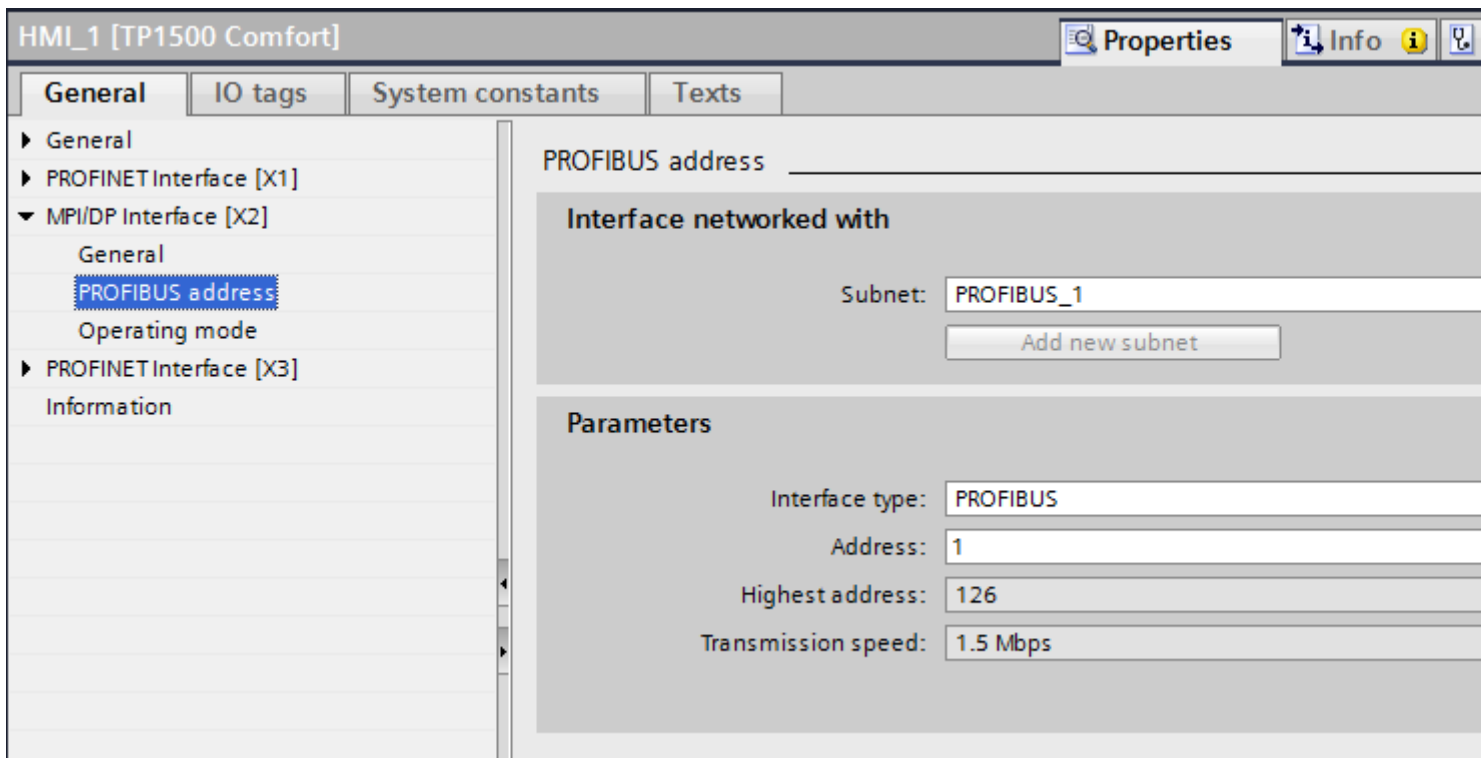 HMI_1 [TP1500 Comfort]
Properties
Info
General
IO tags
System constants
Texts
General
PROFINET Interface [X1]
MPI/DP Interface [X2]
General
PROFIBUS address
Operating mode
PROFINET Interface [X3]
Information
PROFIBUS address
Interface networked with
Subnet: PROFIBUS_1
Add new subnet
Parameters
Interface type: PROFIBUS
Address: 1
Highest address: 126
Transmission speed: 1.5 Mbps